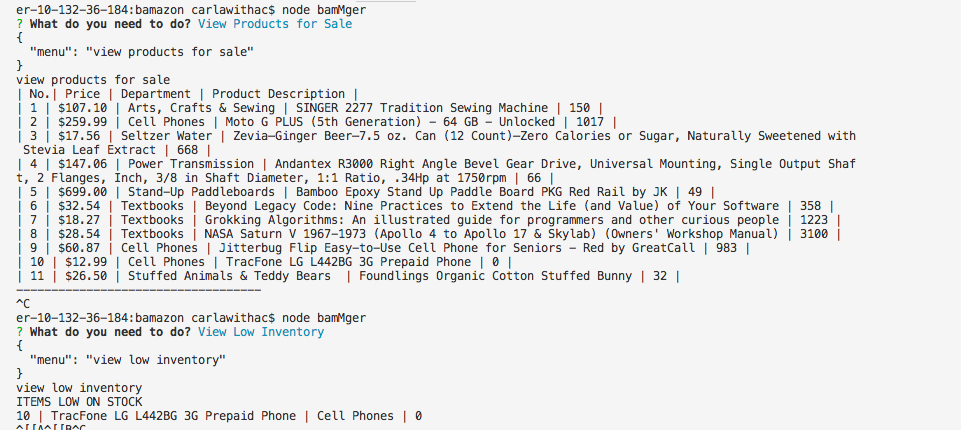 er-10-132-36-184:bamazon carlawithac$ node bamMger
? What do you need to do? View Products for Sale
{
  "menu": "view products for sale"
}
view products for sale
| No.| Price | Department | Product Description |
| 1 | $107.10 | Arts, Crafts & Sewing | SINGER 2277 Tradition Sewing Machine | 150 |
| 2 | $259.99 | Cell Phones | Moto G PLUS (5th Generation) - 64 GB - Unlocked | 1017 |
| 3 | $17.56 | Seltzer Water | Zevia-Ginger Beer-7.5 oz. Can (12 Count)-Zero Calories or Sugar, Naturally Sweetened with
 Stevia Leaf Extract | 668 |
| 4 | $147.06 | Power Transmission | Andantex R3000 Right Angle Bevel Gear Drive, Universal Mounting, Single Output Shaf
t, 2 Flanges, Inch, 3/8 in Shaft Diameter, 1:1 Ratio, .34Hp at 1750rpm | 66 |
| 5 | $699.00 | Stand-Up Paddleboards | Bamboo Epoxy Stand Up Paddle Board PKG Red Rail by JK | 49 |
| 6 | $32.54 | Textbooks | Beyond Legacy Code: Nine Practices to Extend the Life (and Value) of Your Software | 358 |
| 7 | $18.27 | Textbooks | Grokking Algorithms: An illustrated guide for programmers and other curious people | 1223 |
| 8 | $28.54 | Textbooks | NASA Saturn V 1967-1973 (Apollo 4 to Apollo 17 & Skylab) (Owners' Workshop Manual) | 3100 |
| 9 | $60.87 | Cell Phones | Jitterbug Flip Easy-to-Use Cell Phone for Seniors - Red by GreatCall | 983 |
| 10 | $12.99 | Cell Phones | TracFone LG L442BG 3G Prepaid Phone | 0 |
| 11 | $26.50 | Stuffed Animals & Teddy Bears  | Foundlings Organic Cotton Stuffed Bunny | 32 |
-----------------------------------
^C
er-10-132-36-184:bamazon carlawithac$ node bamMger
? What do you need to do? View Low Inventory
{
  "menu": "view low inventory"
}
view low inventory
ITEMS LOW ON STOCK
10 | TracFone LG L442BG 3G Prepaid Phone | Cell Phones | 0
^[[A^[[B^C